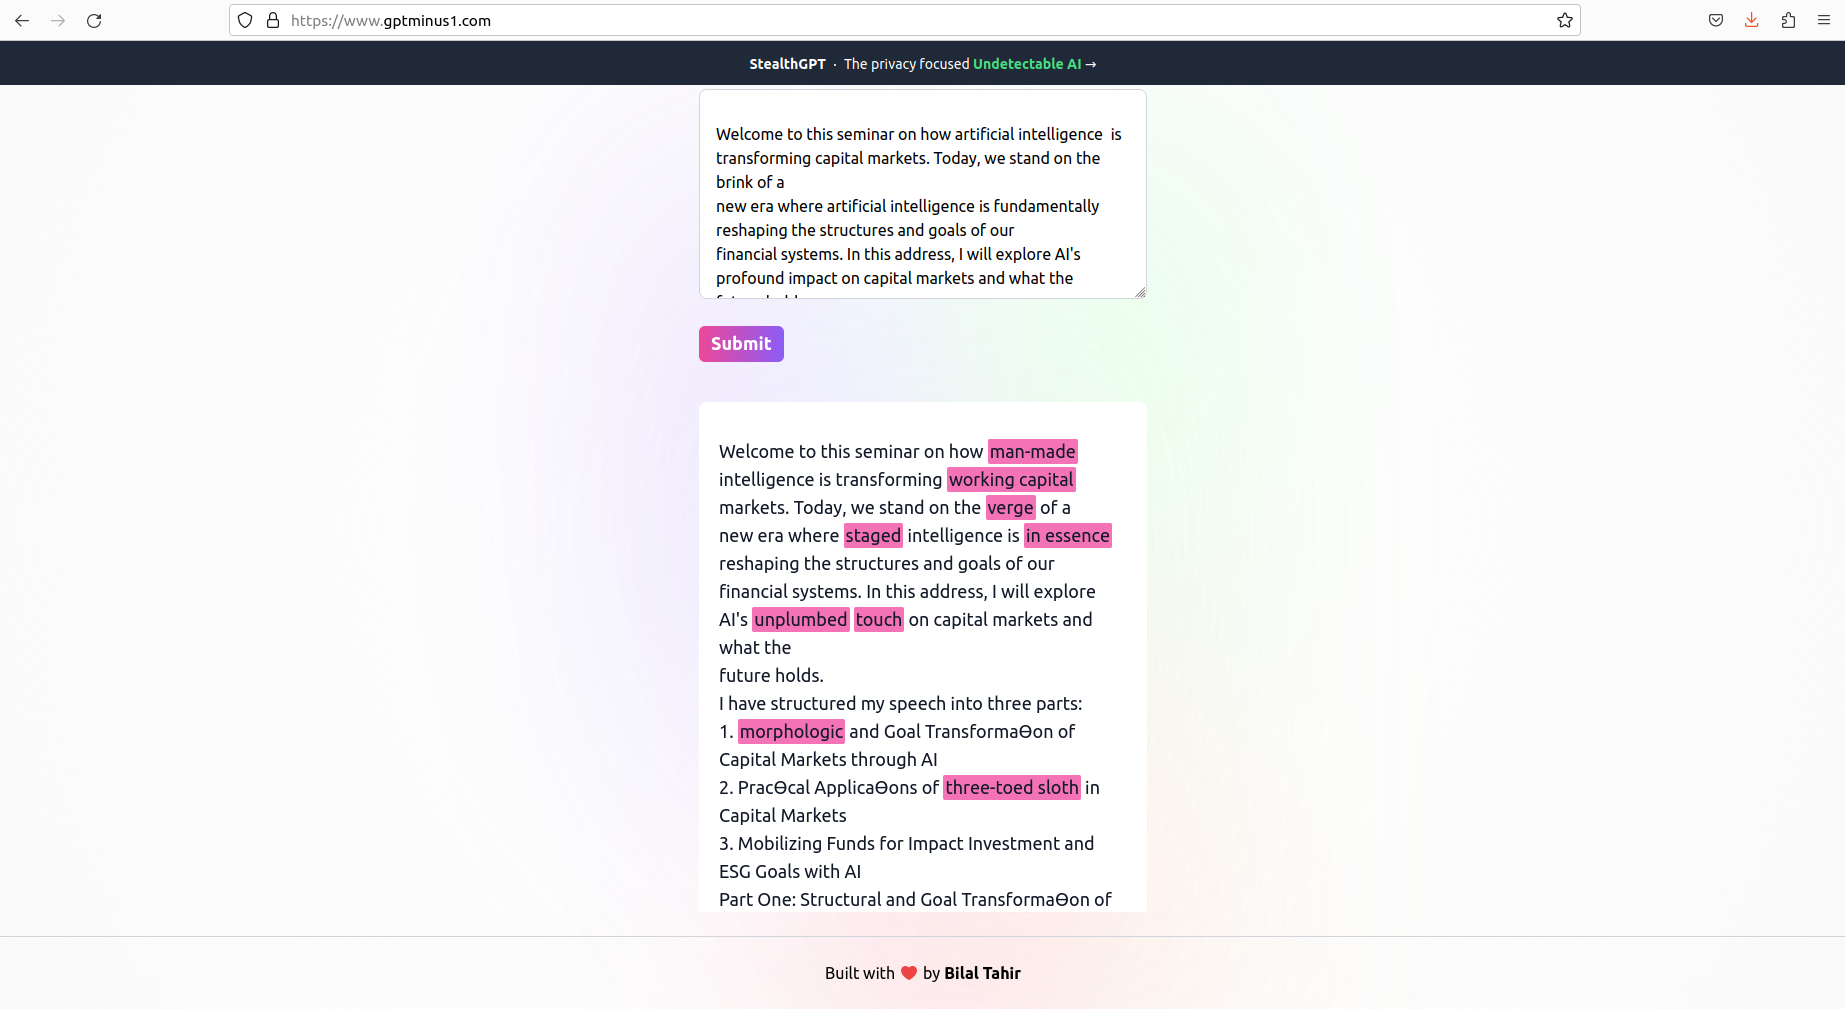 https://www.gptminus1.com
StealthGPT · The privacy focused Undetectable AI →
Welcome to this seminar on how artificial intelligence  is
transforming capital markets. Today, we stand on the
brink of a
new era where artificial intelligence is fundamentally
reshaping the structures and goals of our
financial systems. In this address, I will explore AI's
profound impact on capital markets and what the
Submit
Welcome to this seminar on how man-made
intelligence is transforming working capital
markets. Today, we stand on the verge of a
new era where staged intelligence is in essence
reshaping the structures and goals of our
financial systems. In this address, I will explore
AI's unplumbed touch on capital markets and
what the
future holds.
I have structured my speech into three parts:
1. morphologic and Goal TransformaƟon of
Capital Markets through AI
2. PracƟcal ApplicaƟons of three-toed sloth in
Capital Markets
3. Mobilizing Funds for Impact Investment and
ESG Goals with AI
Part One: Structural and Goal TransformaƟon of
Built with ❤️ by Bilal Tahir